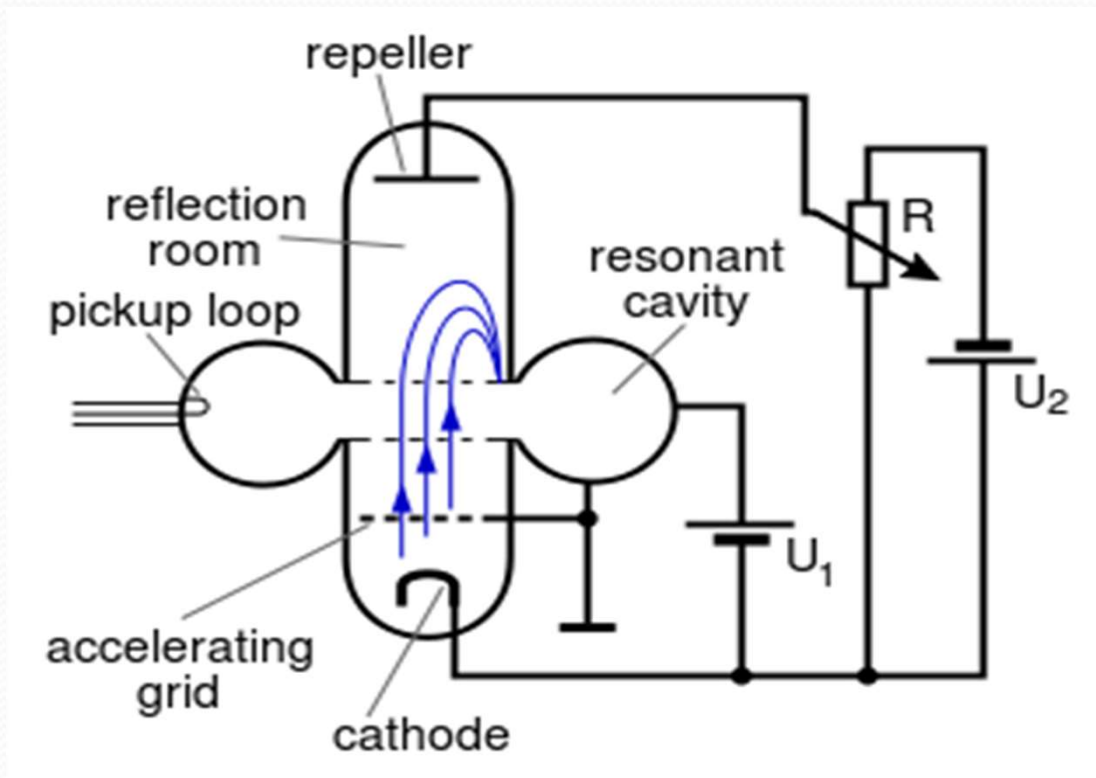 repeller
reflection
room
pickup loop
resonant
cavity
R
U2
U1
accelerating
grid
cathode